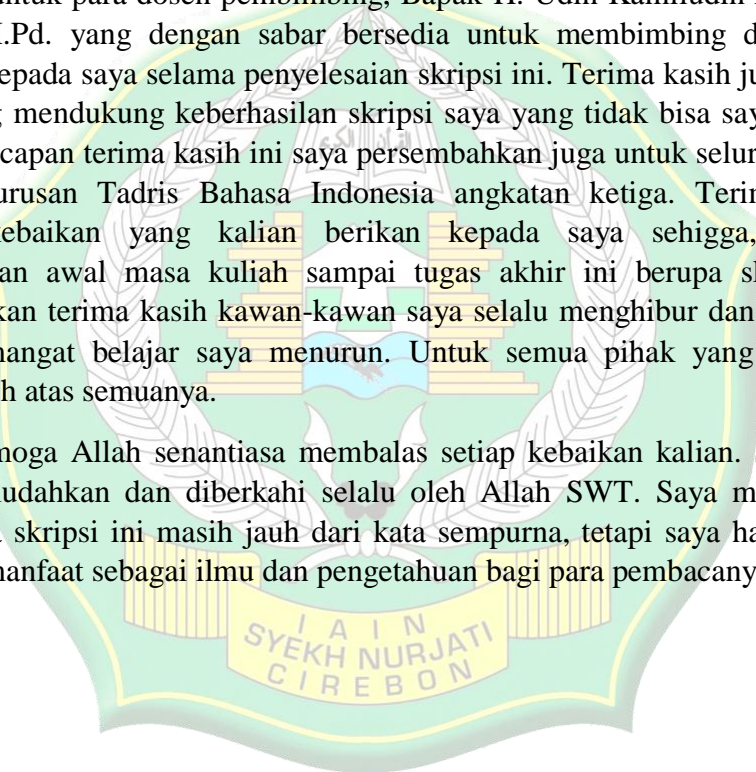 untuk para dosen pembimbing, Bapak H. Udin Kamiludin
.Pd. yang dengan sabar bersedia untuk membimbing d
epada saya selama penyelesaian skripsi ini. Terima kasih ju
g mendukung keberhasilan skripsi saya yang tidak bisa say
capan terima kasih ini saya persembahkan juga untuk selur
urusan Tadris Bahasa Indonesia angkatan ketiga. Terin
kebaikan yang kalian berikan kepada saya sehigga,
an awal masa kuliah sampai tugas akhir ini berupa sk
kan terima kasih kawan-kawan saya selalu menghibur dan
nangat belajar saya menurun. Untuk semua pihak yang
h atas semuanya.
noga Allah senantiasa membalas setiap kebaikan kalian.
udahkan dan diberkahi selalu oleh Allah SWT. Saya m
a skripsi ini masih jauh dari kata sempurna, tetapi saya ha
nanfaat sebagai ilmu dan pengetahuan bagi para pembacany
IAIN
SYEKH NURJATI
CIREBON